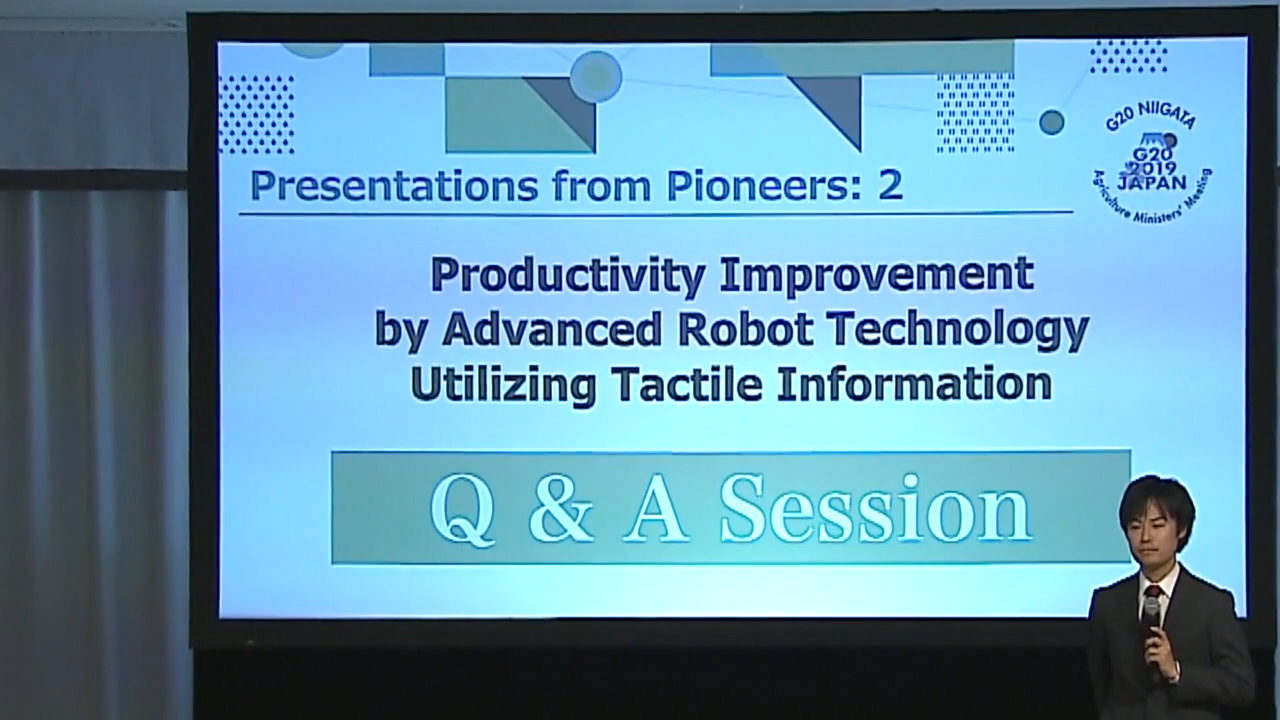 G20 NIIGATA
G20
2019
JAPAN
Agriculture Ministers' Meeting
Presentations from Pioneers: 2
Productivity Improvement
by Advanced Robot Technology
Utilizing Tactile Information
Q & A Session